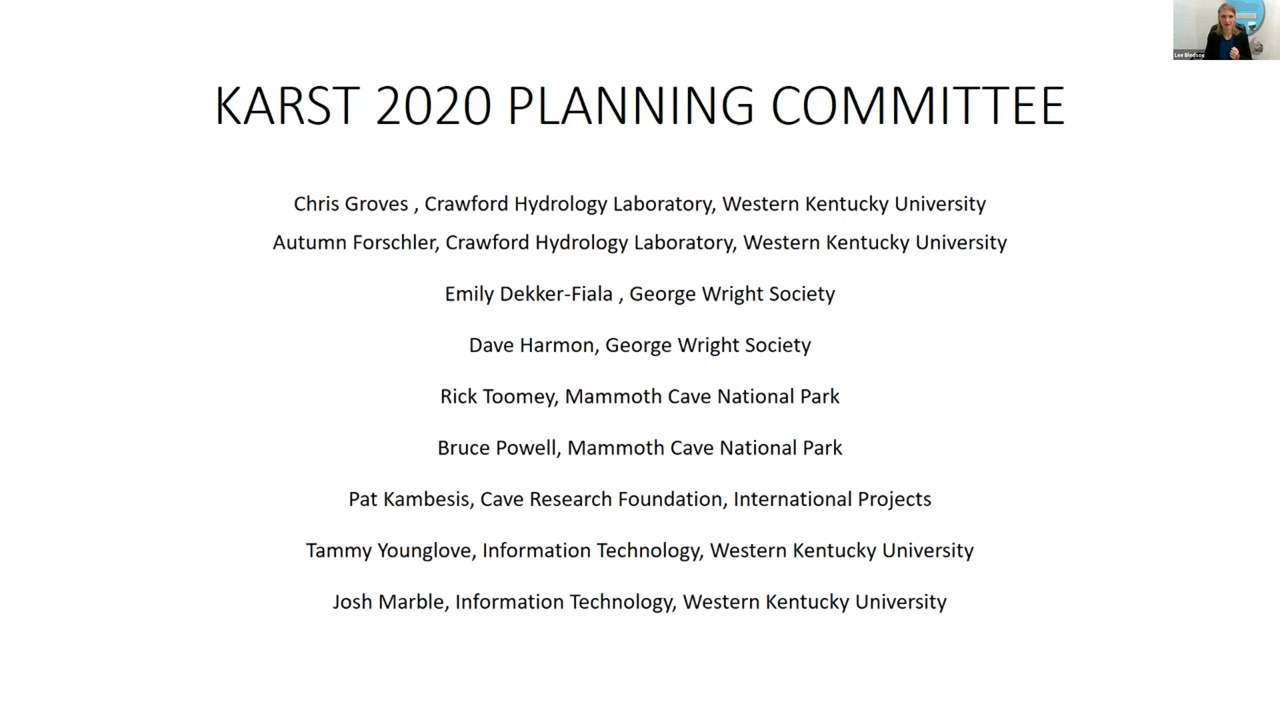 Lee Bledsoe
KARST 2020 PLANNING COMMITTEE
Chris Groves , Crawford Hydrology Laboratory, Western Kentucky University
Autumn Forschler, Crawford Hydrology Laboratory, Western Kentucky University
Emily Dekker-Fiala , George Wright Society
Dave Harmon, George Wright Society
Rick Toomey, Mammoth Cave National Park
Bruce Powell, Mammoth Cave National Park
Pat Kambesis, Cave Research Foundation, International Projects
Tammy Younglove, Information Technology, Western Kentucky University
Josh Marble, Information Technology, Western Kentucky University